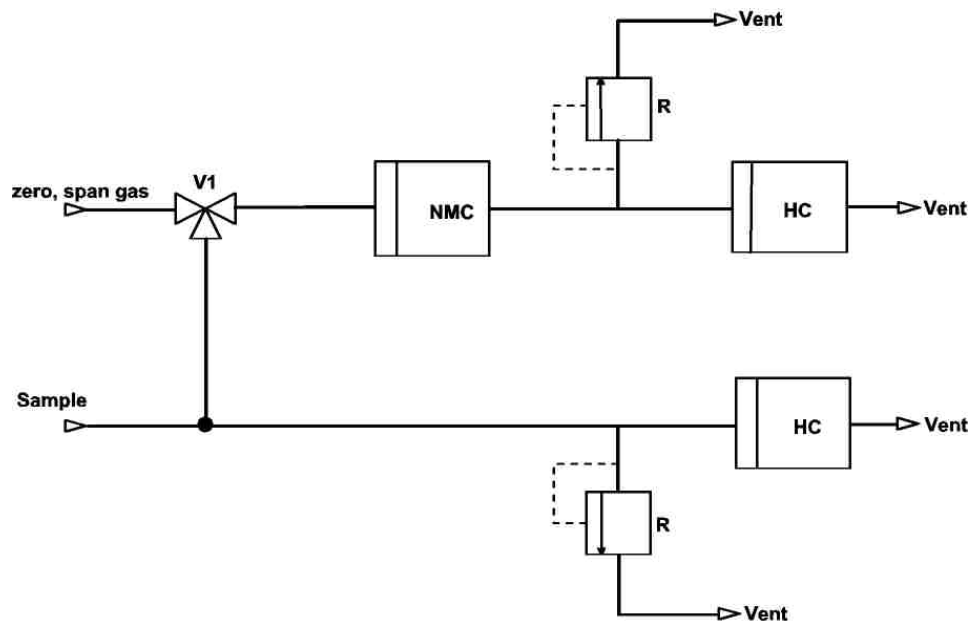 Vent
R
V1
zero, span gas
NMC
HC
Vent
Sample
HC
Vent
R
Vent